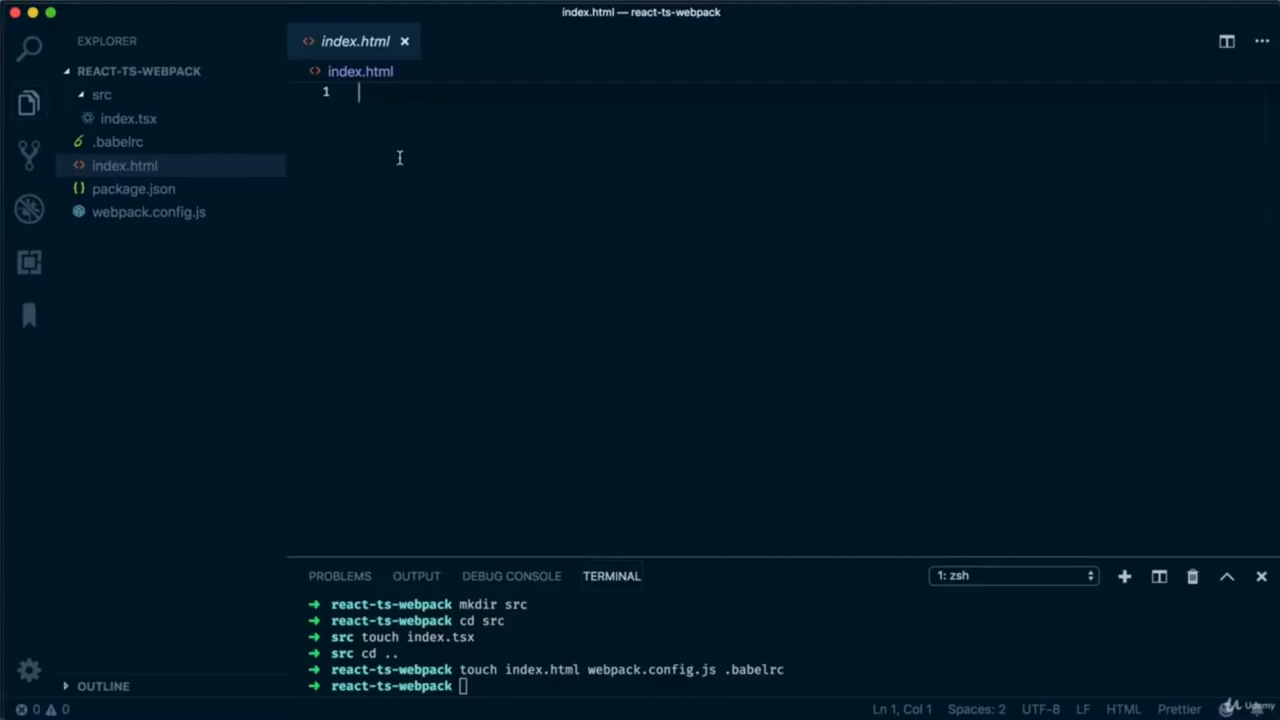 index.html — react-ts-webpack
EXPLORER
REACT-TS-WEBPACK
src
index.tsx
.babelrc
index.html
package.json
webpack.config.js
OUTLINE
index.html ×
index.html
1
PROBLEMS OUTPUT DEBUG CONSOLE TERMINAL
1: zsh
➜ react-ts-webpack mkdir src
➜ react-ts-webpack cd src
➜ src touch index.tsx
➜ src cd ..
➜ react-ts-webpack touch index.html webpack.config.js .babelrc
➜ react-ts-webpack
0 0 Ln 1, Col 1 Spaces: 2 UTF-8 LF HTML Prettier
Udemy